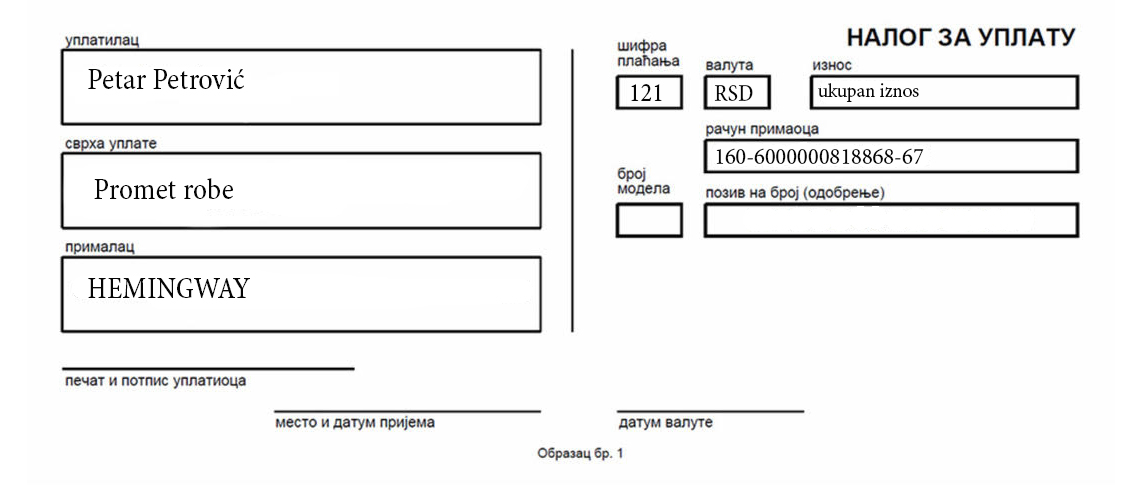 НАЛОГ ЗА УПЛАТУ
уплатилац
Petar Petrović
сврха уплате
Promet robe
прималац
HEMINGWAY
печат и потпис уплатиоца
место и датум пријема
шифра
плаћања
121
валута
RSD
износ
ukupan iznos
рачун примаоца
160-6000000818868-67
број
модела
позив на број (одобрење)
датум валуте
Образац бр. 1